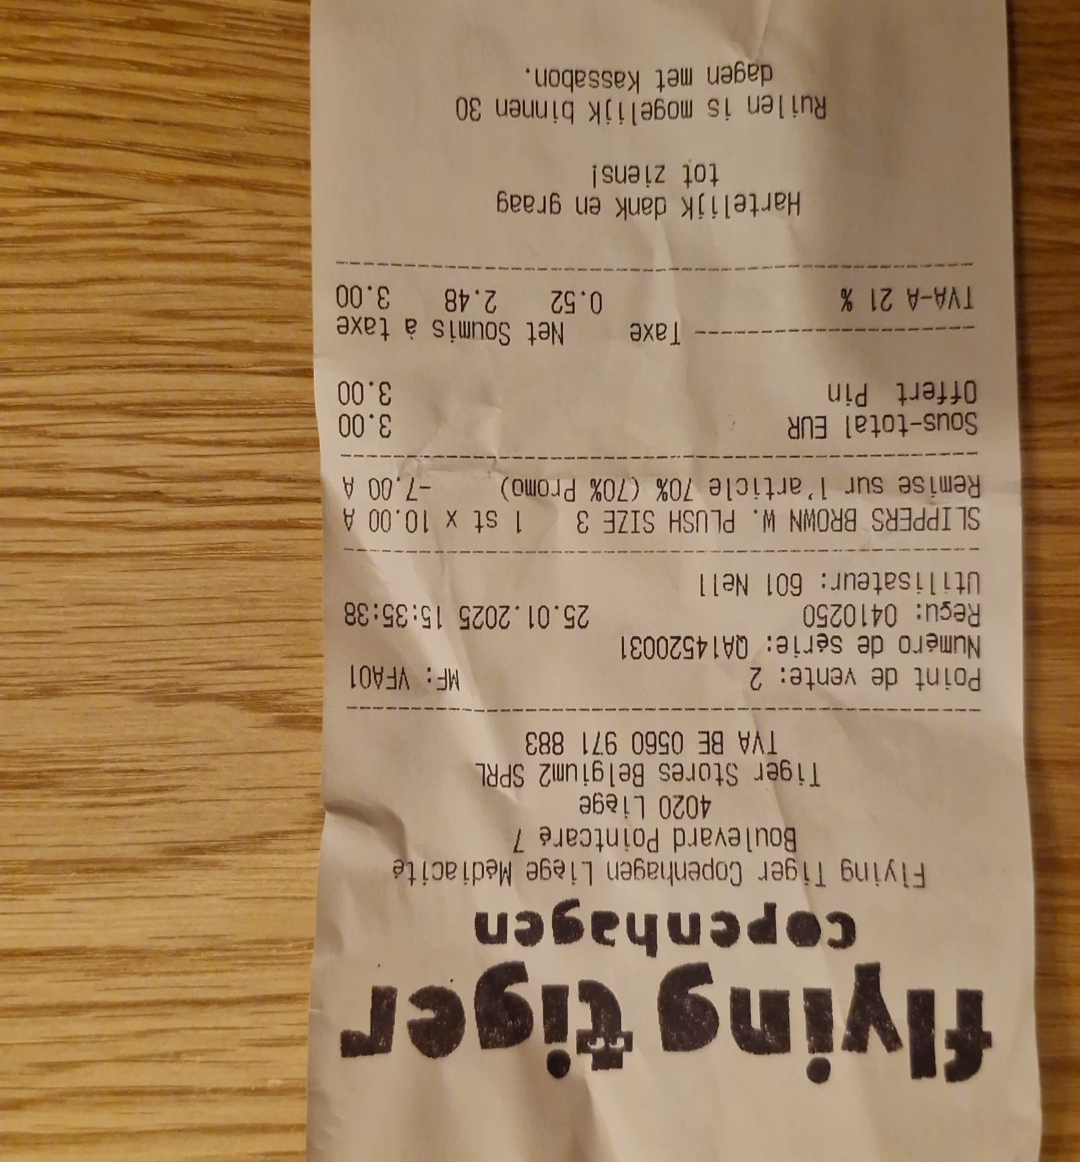 flying tiger
copenhagen
Flying Tiger Copenhagen Liege Médiacité
Boulevard Pointcaré 7
4020 Liège
Tiger Stores Belgium2 SPRL
TVA BE 0560 971 883
Point de vente: 2 MF: VFA01
Numéro de série: QA14520031
Reçu: 0410250 25.01.2025 15:35:38
Utilisateur: 601 Nell
SLIPPERS BROWN W. PLUSH SIZE 3 1 st x 10.00 A
Remise sur l'article 70% (70% Promo) -7.00 A
Sous-total EUR 3.00
Offert Pin 3.00
Taxe Net Soumis à taxe
TVA-A 21 % 0.52 2.48 3.00
Hartelijk dank en graag
tot ziens!
Ruilen is mogelijk binnen 30
dagen met kassabon.